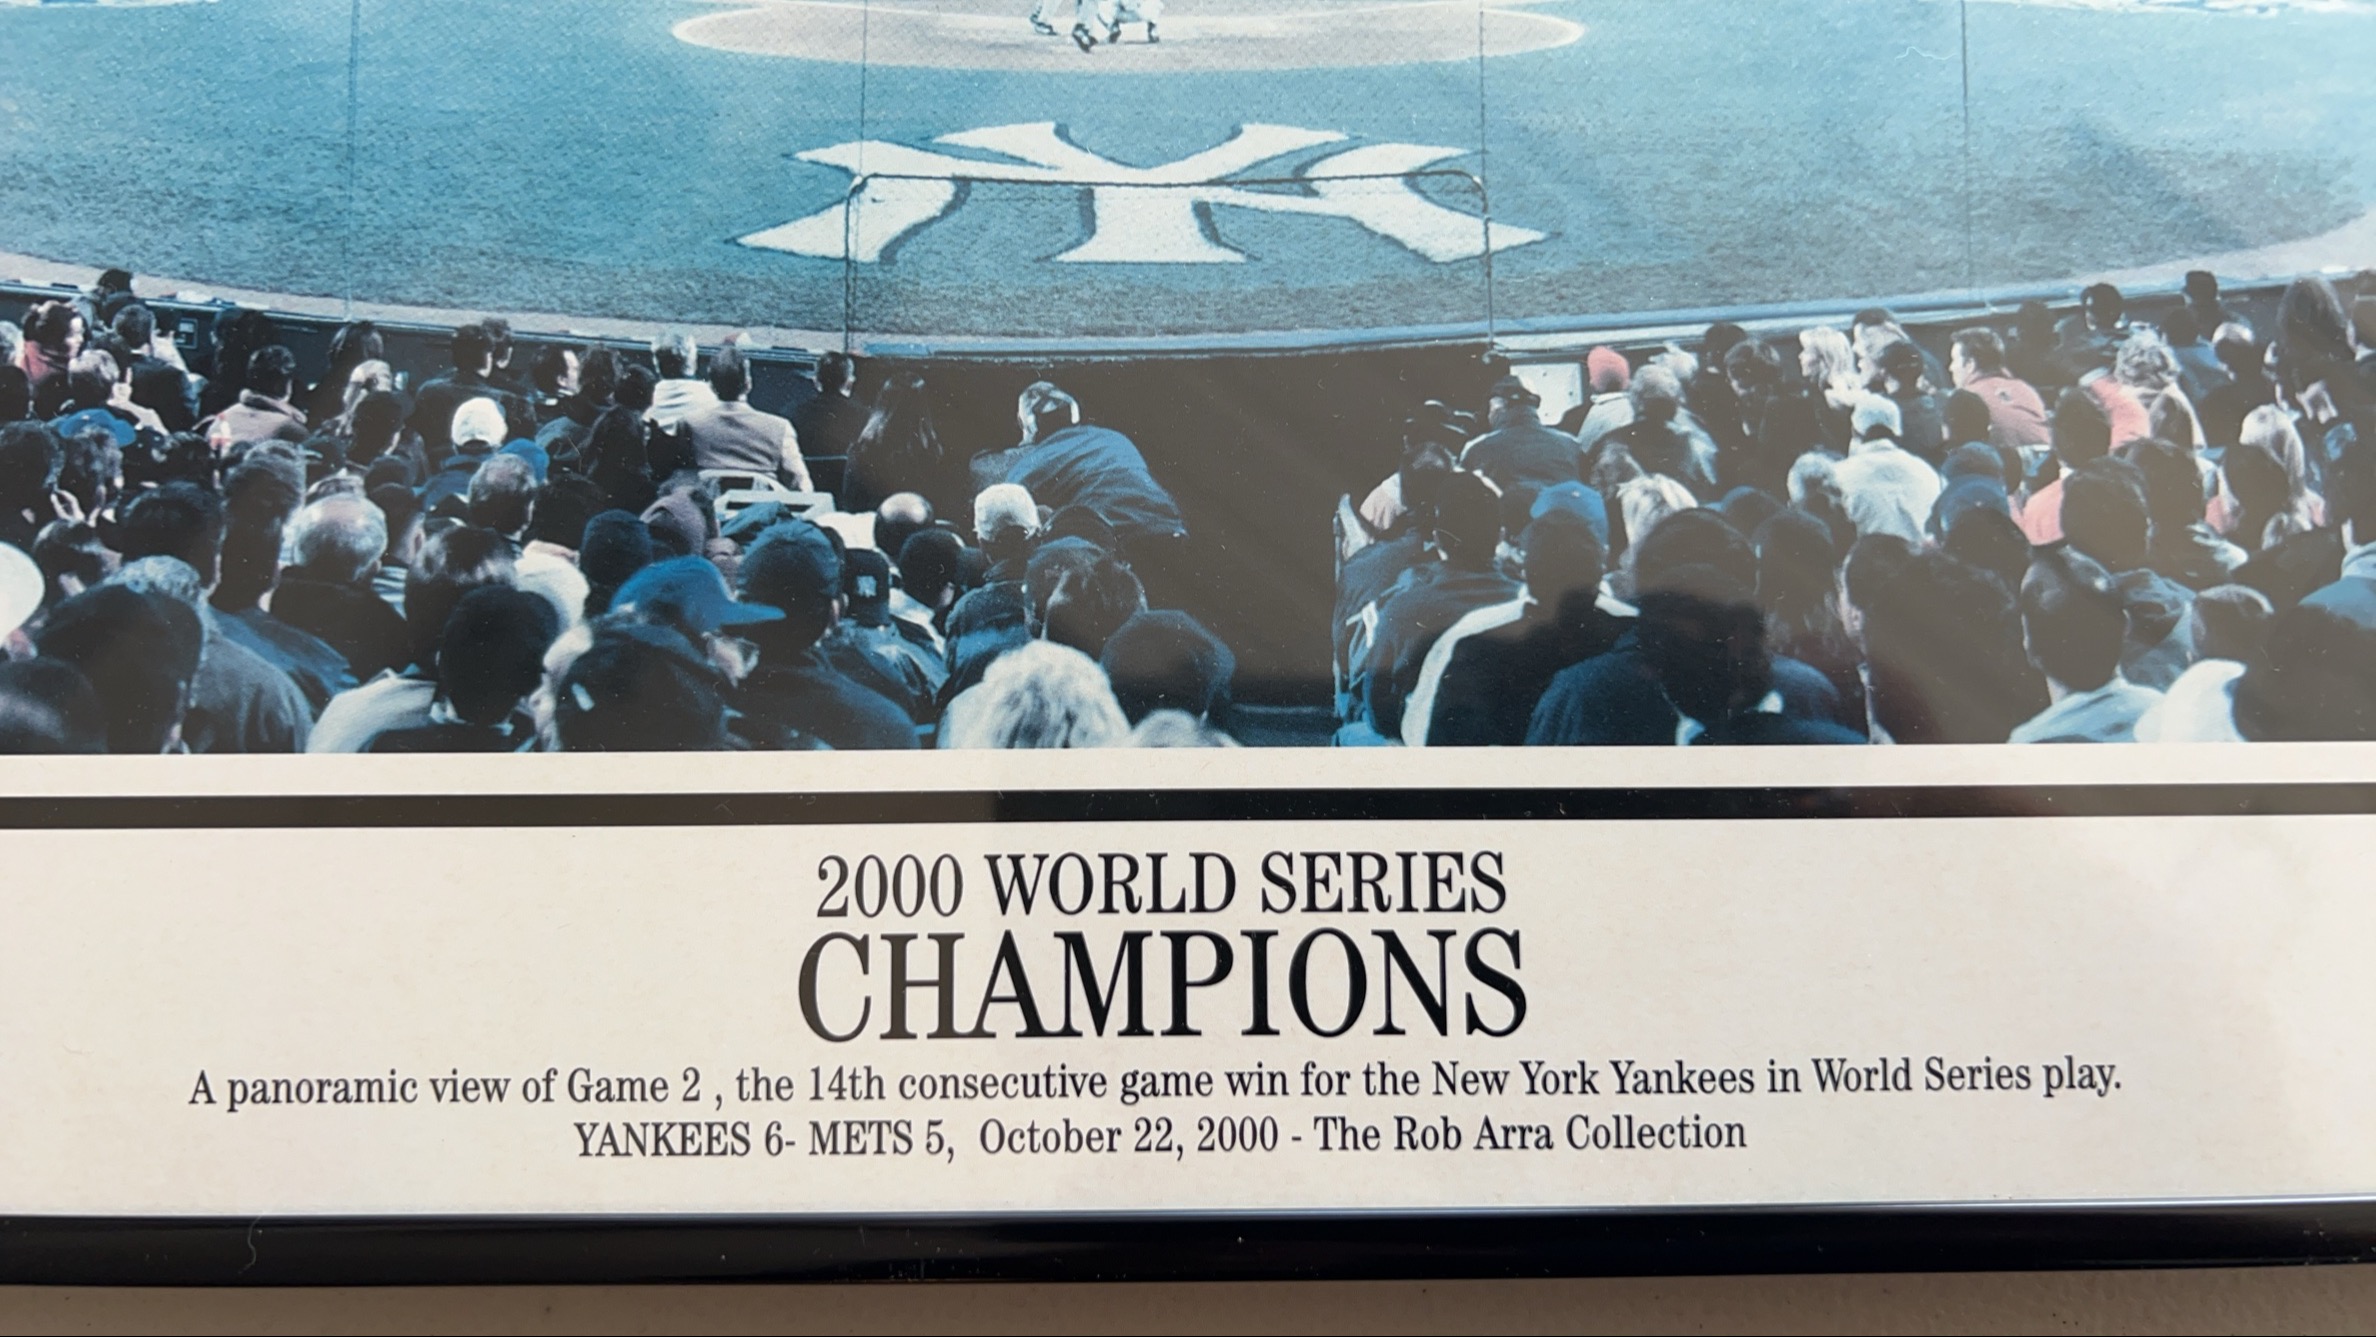 NY
2000 WORLD SERIES
CHAMPIONS
A panoramic view of Game 2 , the 14th consecutive game win for the New York Yankees in World Series play.
YANKEES 6- METS 5, October 22, 2000 - The Rob Arra Collection